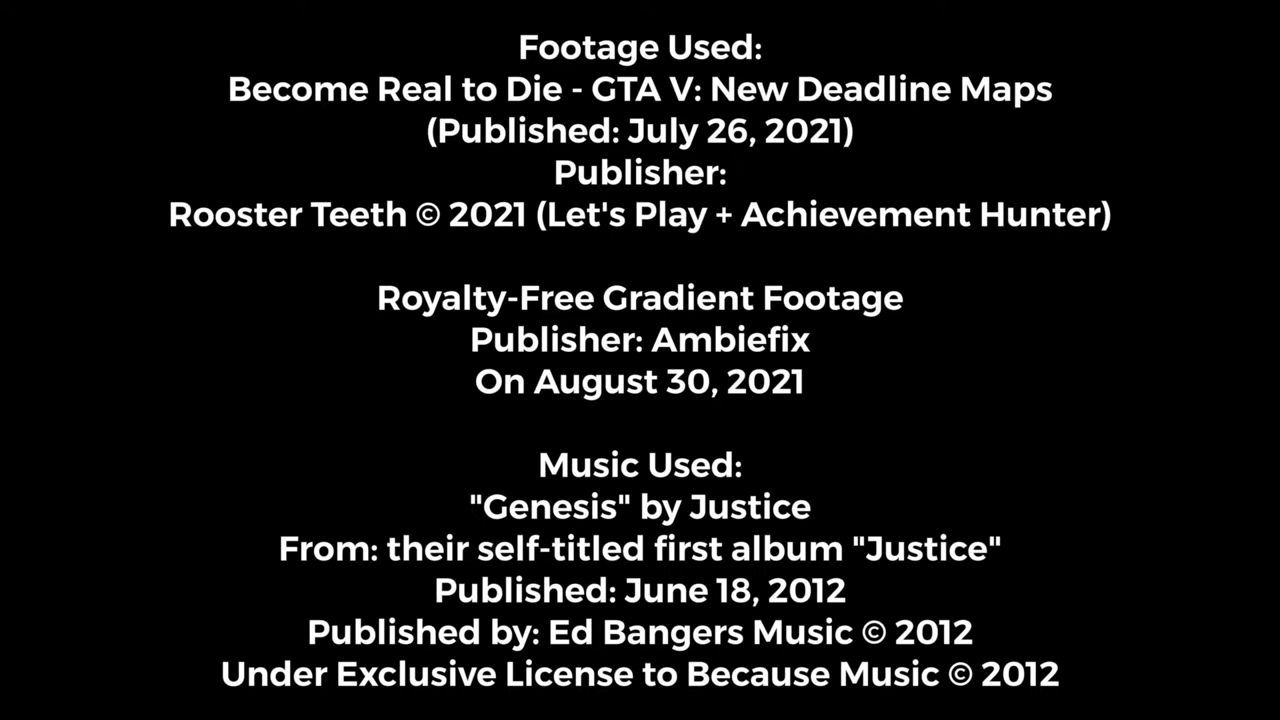 Footage Used:
Become Real to Die - GTA V: New Deadline Maps
(Published: July 26, 2021)
Publisher:
Rooster Teeth © 2021 (Let's Play + Achievement Hunter)
Royalty-Free Gradient Footage
Publisher: Ambiefix
On August 30, 2021
Music Used:
"Genesis" by Justice
From: their self-titled first album "Justice"
Published: June 18, 2012
Published by: Ed Bangers Music © 2012
Under Exclusive License to Because Music © 2012